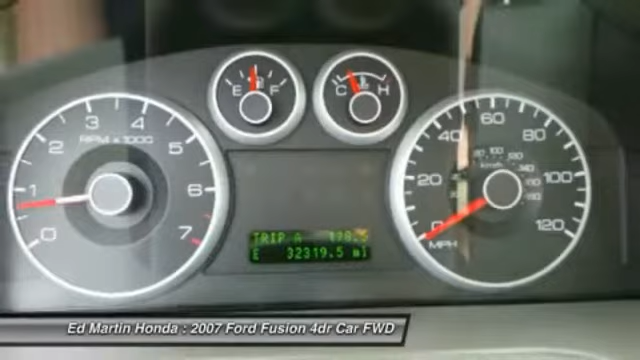 E F
C H
0 1 2 3 4 5 6 7
RPM x 1000
0 20 40 60 80 100 120
km/h
MPH
TRIP A
E 32319.5 mi
Ed Martin Honda : 2007 Ford Fusion 4dr Car FWD